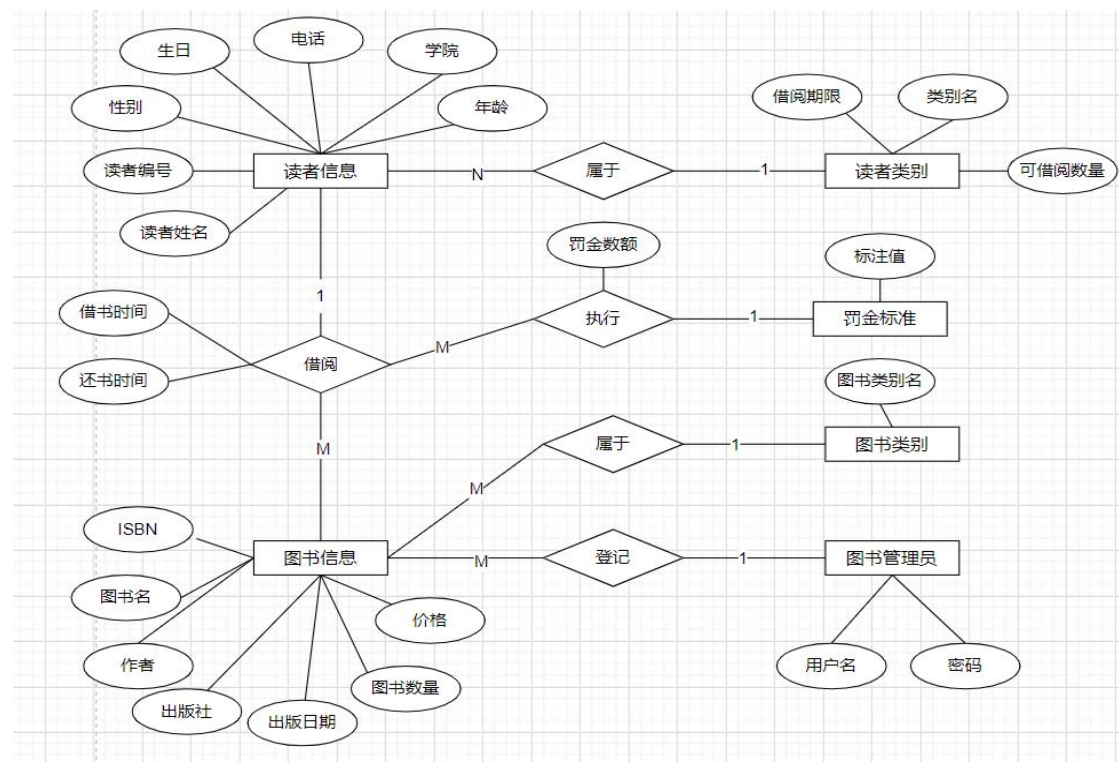 电话
生日
学院
性别
年龄
借阅期限
类别名
读者编号
读者信息
N
属于
1
读者类别
可借阅数量
读者姓名
罚金数额
标注值
1
借书时间
执行
1
罚金标准
M
借阅
还书时间
图书类别名
M
属于
1
图书类别
M
ISBN
图书信息
M
登记
1
图书管理员
图书名
价格
作者
用户名
密码
图书数量
出版社
出版日期